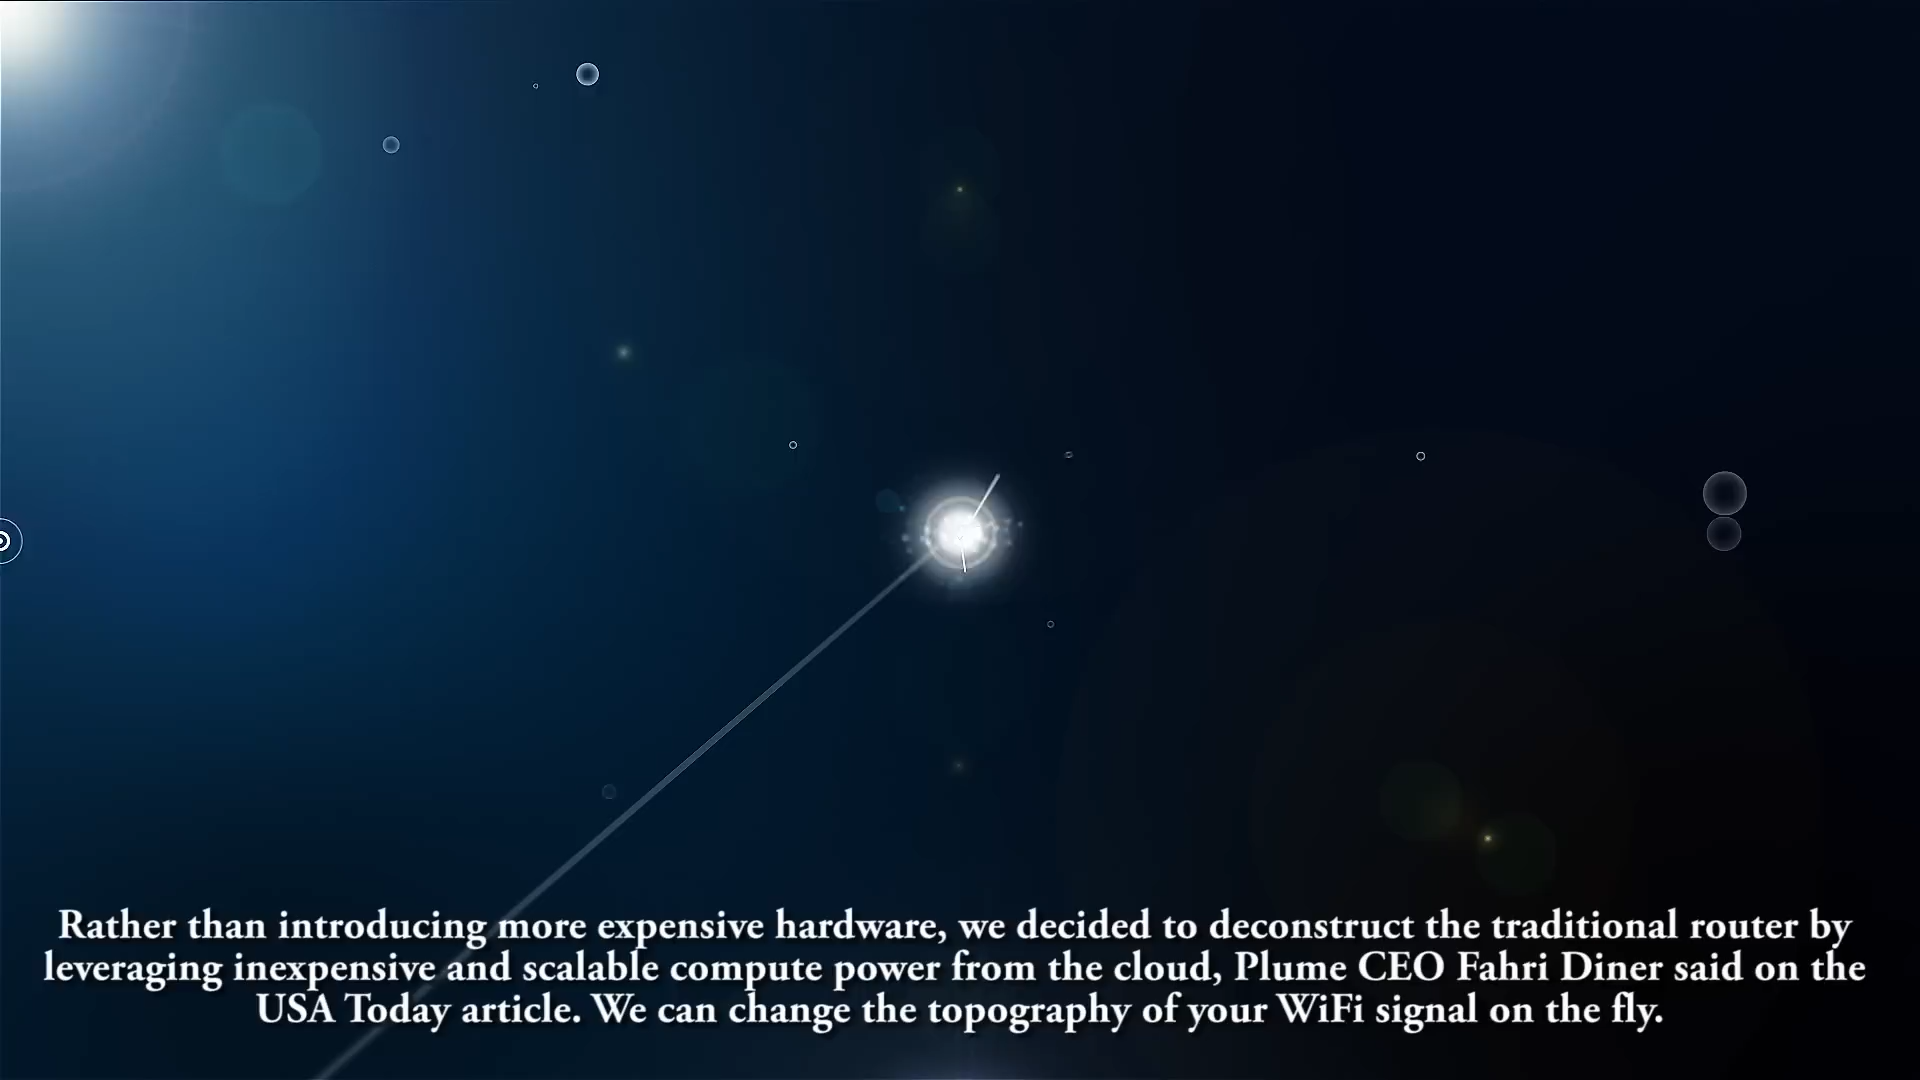 Rather than introducing more expensive hardware, we decided to deconstruct the traditional router by
leveraging inexpensive and scalable compute power from the cloud, Plume CEO Fahri Diner said on the
USA Today article. We can change the topography of your WiFi signal on the fly.